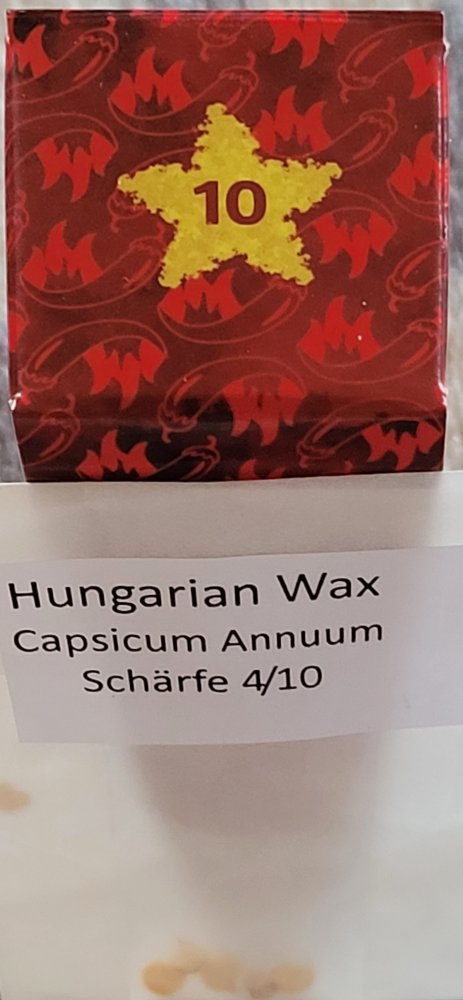 10
Hungarian Wax
Capsicum Annuum
Schärfe 4/10